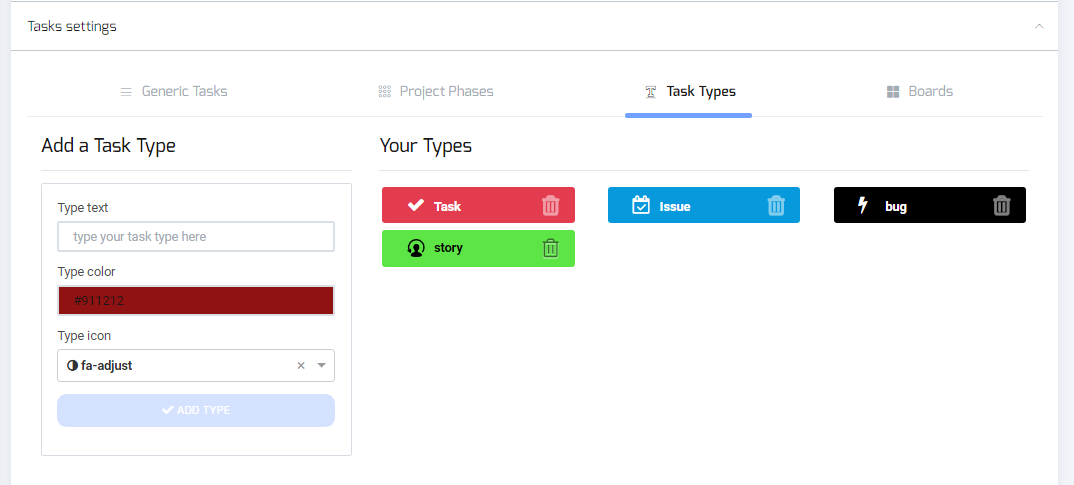 Tasks settings
Generic Tasks
Project Phases
Task Types
Boards
Add a Task Type
Your Types
Type text
type your task type here
Type color
#911212
Type icon
fa-adjust
ADD TYPE
Task
Issue
bug
story